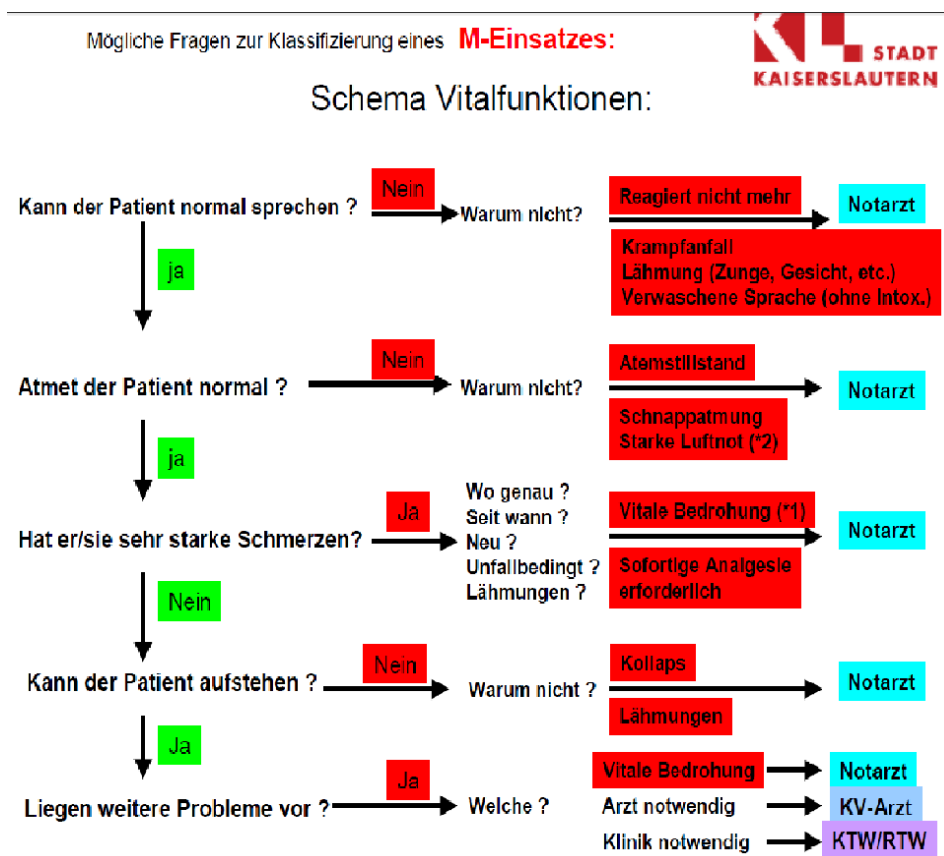 Mögliche Fragen zur Klassifizierung eines M-Einsatzes:
STADT
KAISERSLAUTERN
Schema Vitalfunktionen:
Kann der Patient normal sprechen ?
Nein
Warum nicht?
Reagiert nicht mehr
Krampfanfall
Lähmung (Zunge, Gesicht, etc.)
Verwaschene Sprache (ohne Intox.)
Notarzt
ja
Atmet der Patient normal ?
Nein
Warum nicht?
Atemstillstand
Schnappatmung
Starke Luftnot (*2)
Notarzt
ja
Hat er/sie sehr starke Schmerzen?
Ja
Wo genau ?
Seit wann ?
Neu ?
Unfallbedingt ?
Lähmungen ?
Vitale Bedrohung (*1)
Sofortige Analgesie
erforderlich
Notarzt
Nein
Kann der Patient aufstehen ?
Nein
Warum nicht ?
Kollaps
Lähmungen
Notarzt
Ja
Liegen weitere Probleme vor ?
Ja
Welche ?
Vitale Bedrohung
Notarzt
Arzt notwendig
KV-Arzt
Klinik notwendig
KTW/RTW